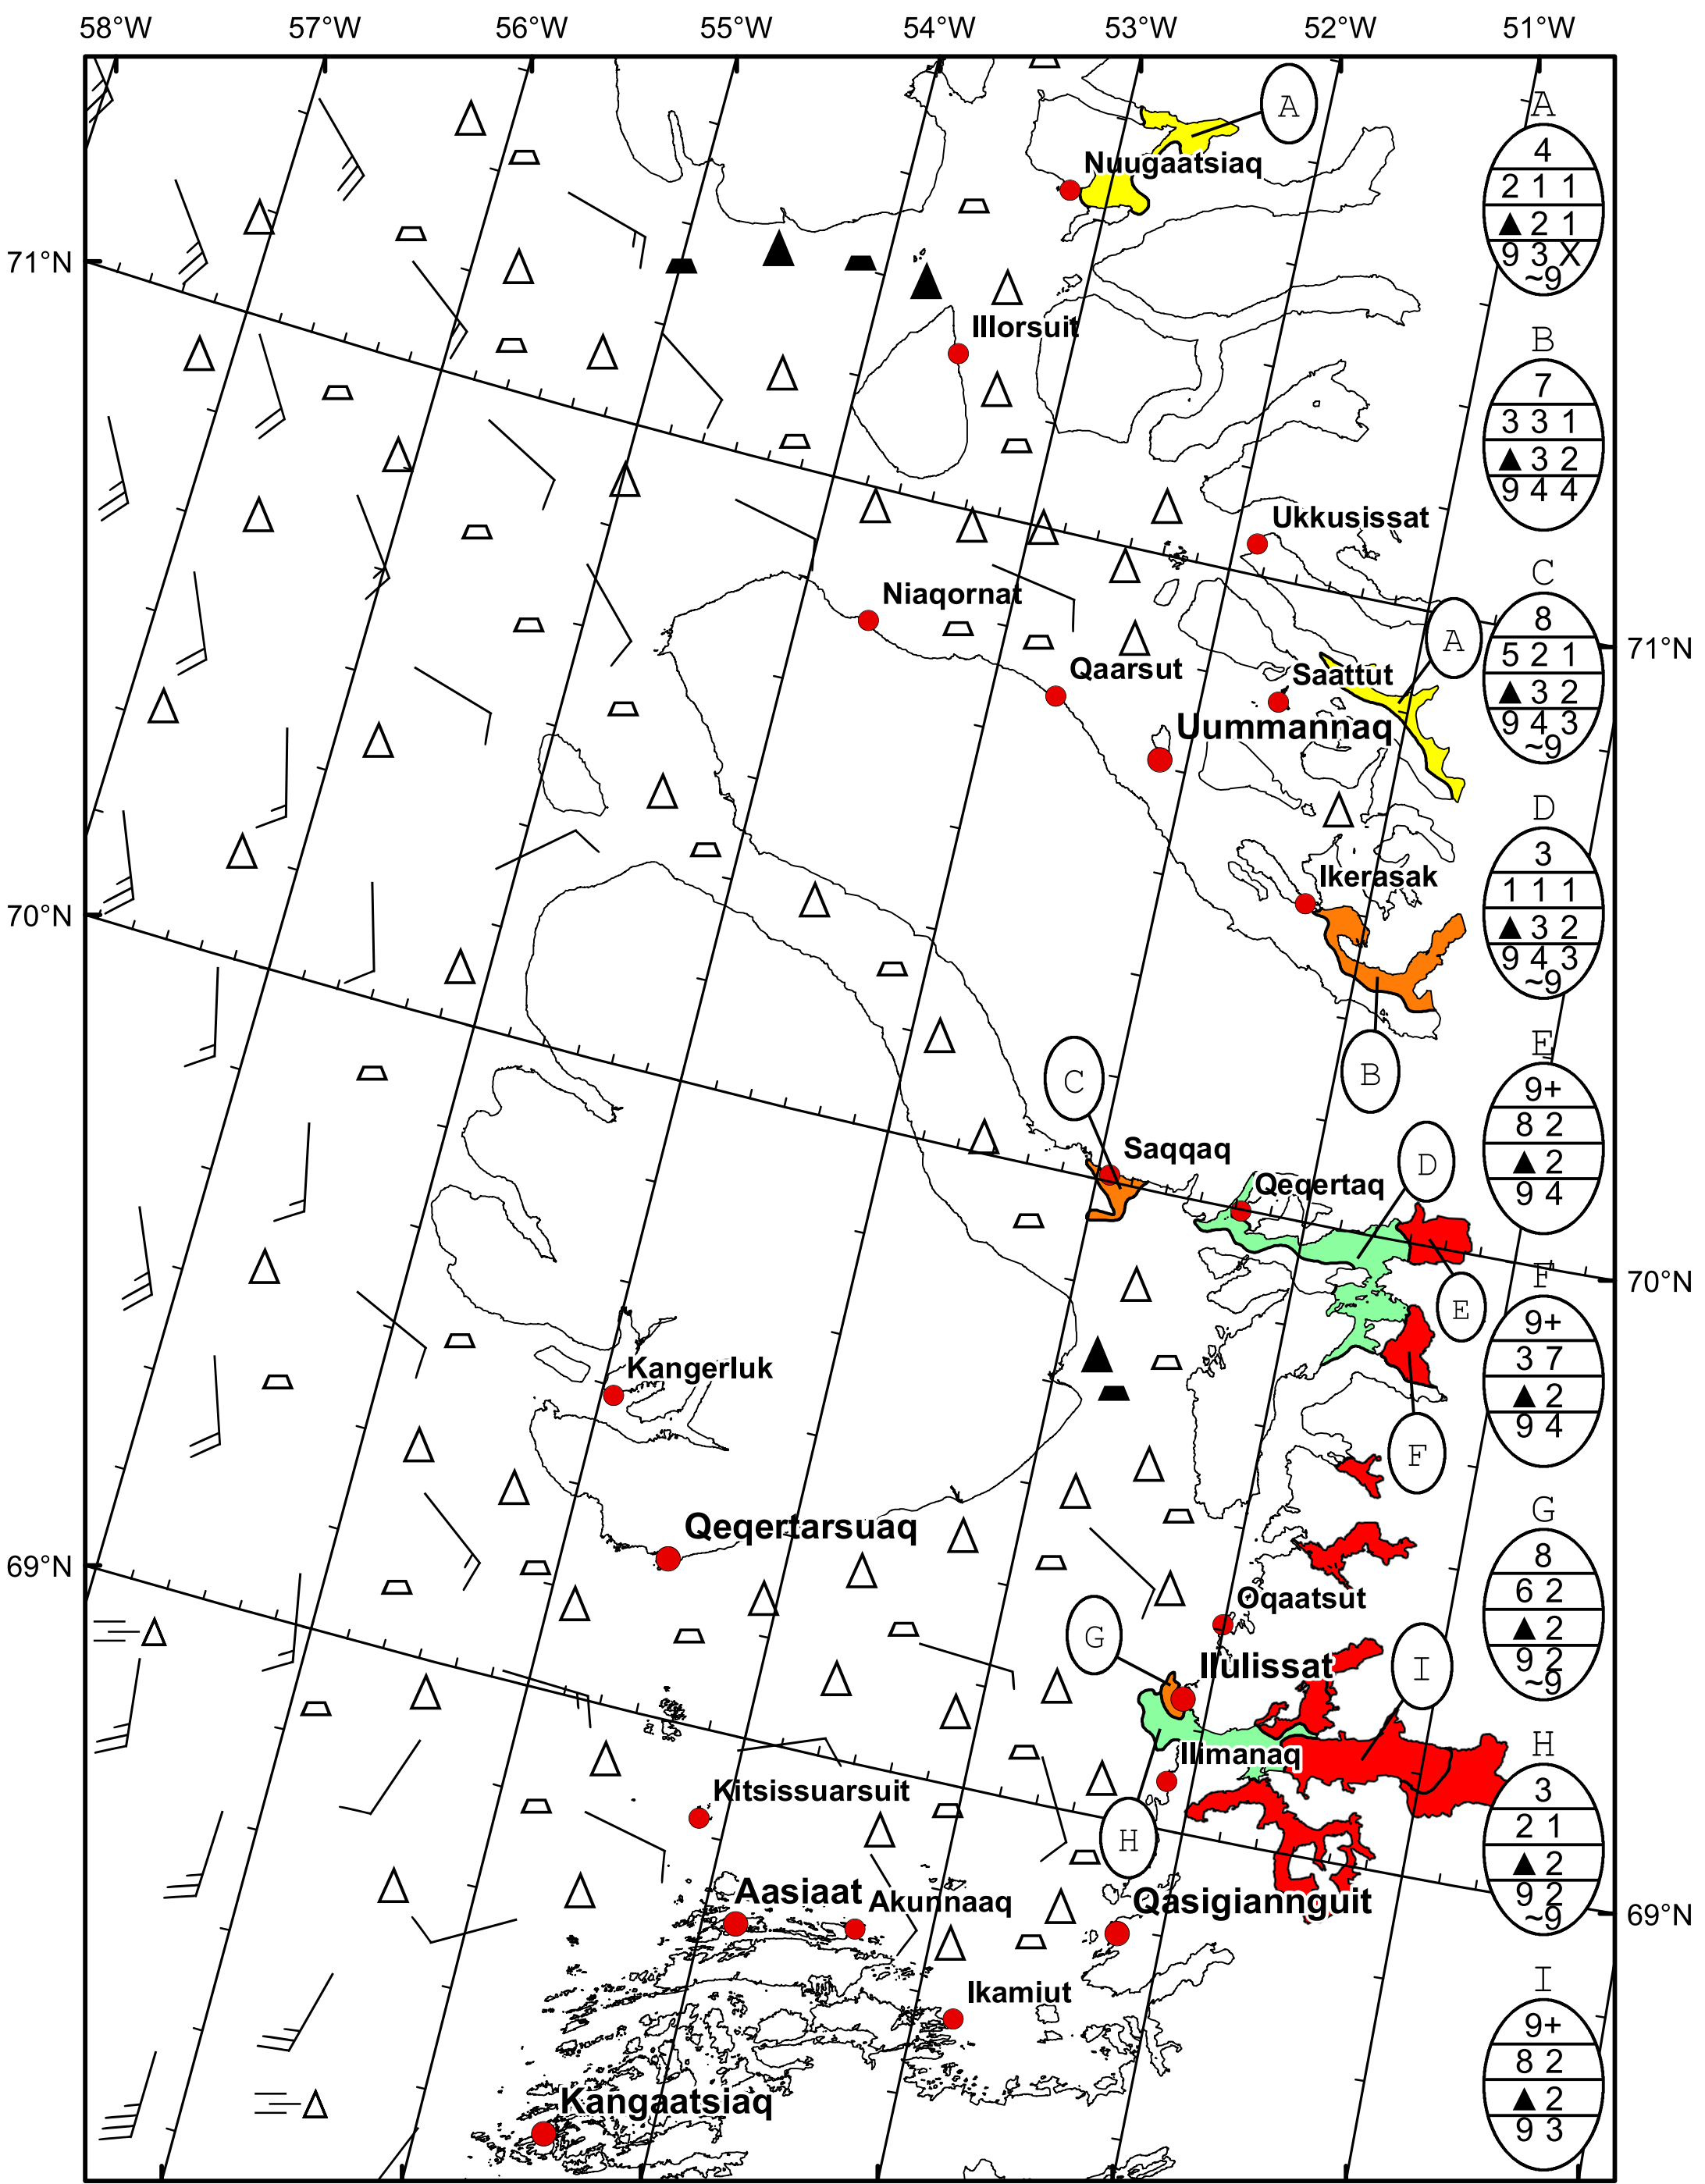 58°W 57°W 56°W 55°W 54°W 53°W 52°W 51°W
A
A
4
2 1 1
▲ 2 1
9 3 X
~9
Nuugaatsiaq
71°N
Illorsuit
B
7
3 3 1
▲ 3 2
9 4 4
Ukkusissat
C
8
5 2 1
▲ 3 2
9 4 3
~9
Niaqornat
A
71°N
Qaarsut
Saattut
Uummannaq
D
3
1 1 1
▲ 3 2
9 4 3
~9
Ikerasak
70°N
B
C
E
9+
8 2
▲ 2
9 4
Saqqaq
D
Qeqertaq
70°N
E
F
9+
3 7
▲ 2
9 4
Kangerluk
F
Qeqertarsuaq
G
8
6 2
▲ 2
9 2
~9
69°N
Oqaatsut
G
Ilulissat
I
Ilimanaq
H
3
2 1
▲ 2
9 2
~9
Kitsissuarsuit
H
Aasiaat
Akunnaaq
Qasigiannguit
69°N
Ikamiut
I
9+
8 2
▲ 2
9 3
Kangaatsiaq